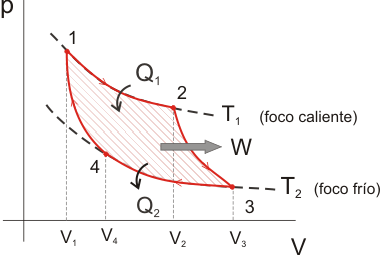 p
1
Q1
2
T1 (foco caliente)
W
4
Q2
3
T2 (foco frío)
V1
V4
V2
V3
V